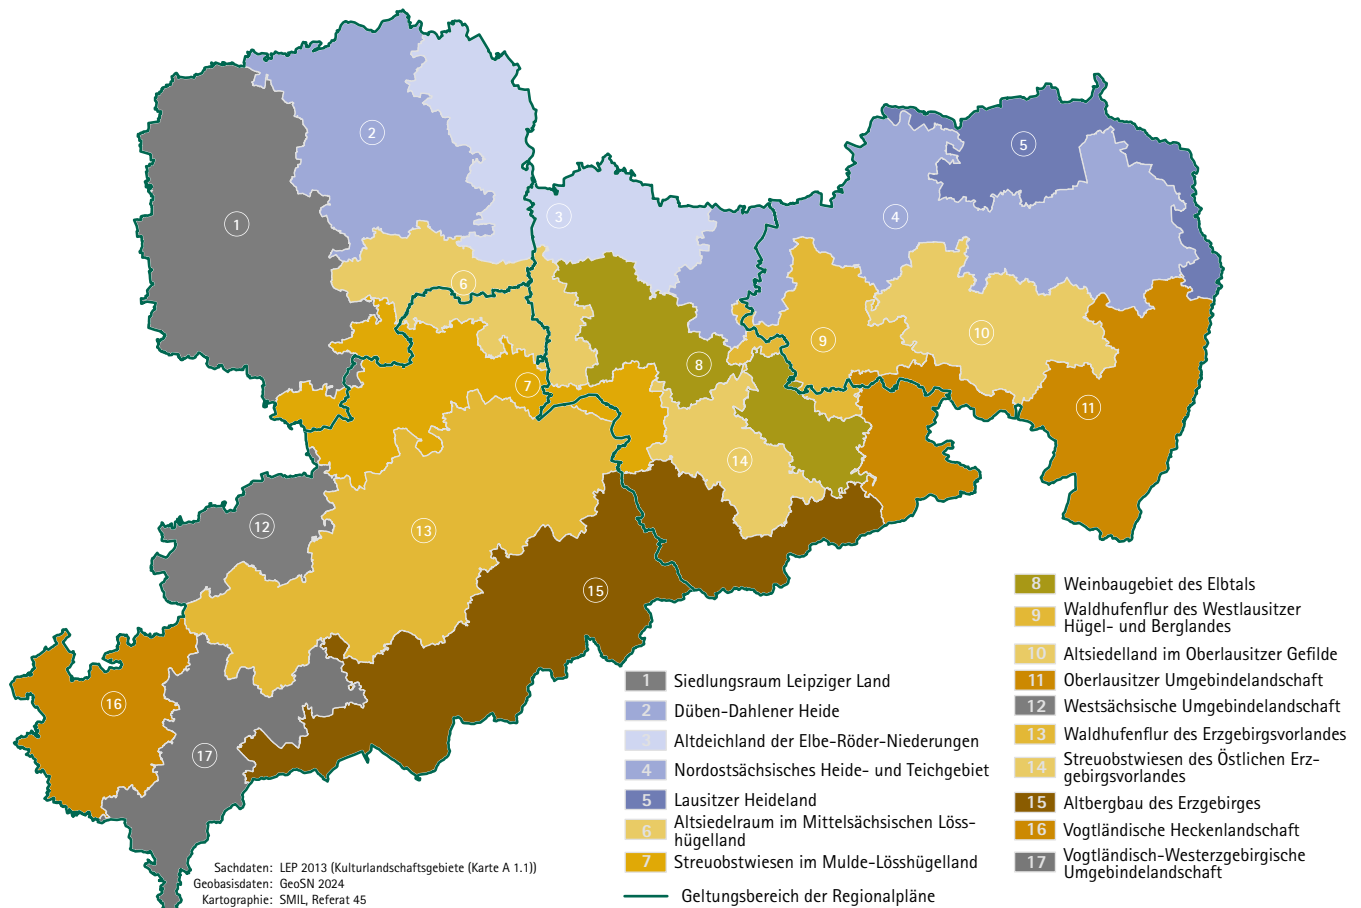 1
2
3
4
5
6
7
8
9
10
11
12
13
14
15
16
17
1 Siedlungsraum Leipziger Land
2 Düben-Dahlener Heide
3 Altdeichland der Elbe-Röder-Niederungen
4 Nordostsächsisches Heide- und Teichgebiet
5 Lausitzer Heideland
6 Altsiedelraum im Mittelsächsischen Löss-
hügelland
7 Streuobstwiesen im Mulde-Lösshügelland
Geltungsbereich der Regionalpläne
8 Weinbaugebiet des Elbtals
9 Waldhufenflur des Westlausitzer
Hügel- und Berglandes
10 Altsiedelland im Oberlausitzer Gefilde
11 Oberlausitzer Umgebindelandschaft
12 Westsächsische Umgebindelandschaft
13 Waldhufenflur des Erzgebirgsvorlandes
14 Streuobstwiesen des Östlichen Erz-
gebirgsvorlandes
15 Altbergbau des Erzgebirges
16 Vogtländische Heckenlandschaft
17 Vogtländisch-Westerzgebirgische
Umgebindelandschaft
Sachdaten: LEP 2013 (Kulturlandschaftsgebiete (Karte A 1.1))
Geobasisdaten: GeoSN 2024
Kartographie: SMIL, Referat 45